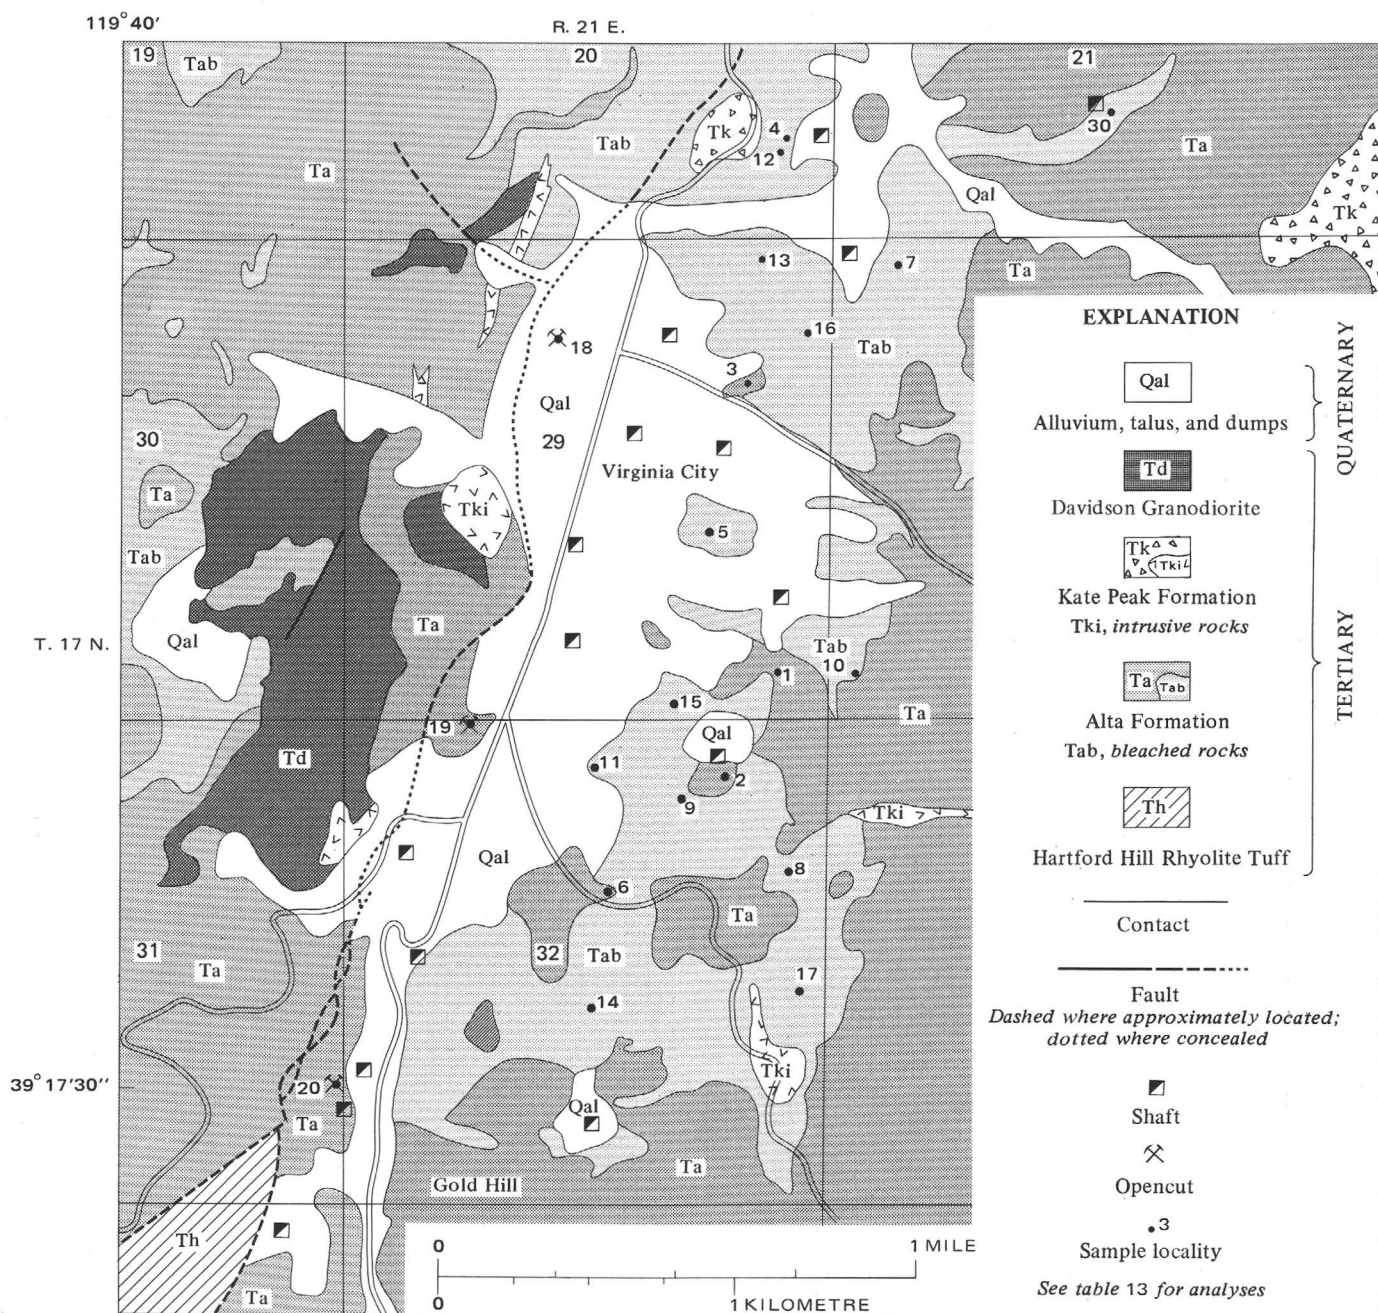 119°40′
R. 21 E.
19
Tab
20
21
Tk
4
12
30
Tab
Ta
Ta
Qal
Tk
13
7
Ta
18
16
Tab
3
Qal
29
30
Virginia City
Ta
Tki
5
Tab
Ta
T. 17 N.
Qal
Tab
1
10
15
19
Qal
Ta
Td
11
2
9
Tki
Qal
8
6
Ta
31
32
Tab
Ta
17
14
39°17′30″
20
Tki
Qal
Ta
Ta
Gold Hill
Th
Ta
0
1 MILE
0
1 KILOMETRE
EXPLANATION
Qal
Alluvium, talus, and dumps
QUATERNARY
Td
Davidson Granodiorite
Tk
Tki
Kate Peak Formation
Tki, intrusive rocks
Ta
Tab
Alta Formation
Tab, bleached rocks
TERTIARY
Th
Hartford Hill Rhyolite Tuff
Contact
Fault
Dashed where approximately located;
dotted where concealed
Shaft
Opencut
3
Sample locality
See table 13 for analyses